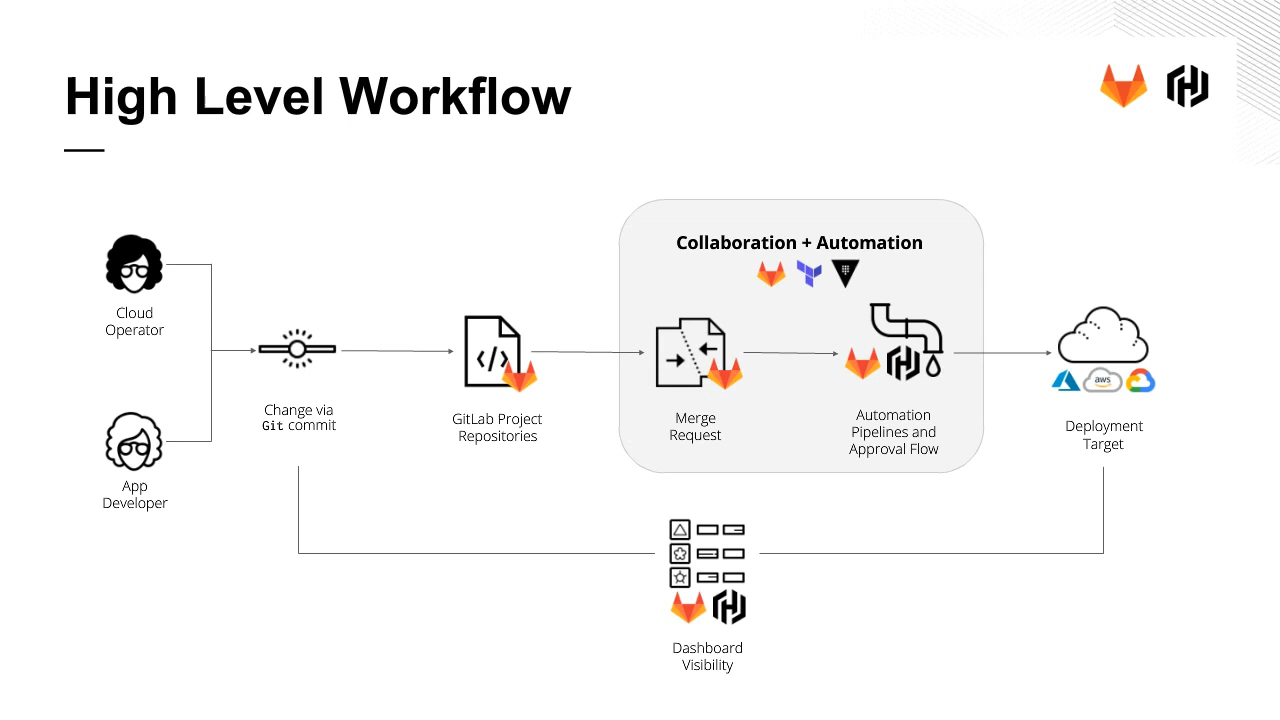 High Level Workflow
Collaboration + Automation
Cloud
Operator
Change via
Git commit
</>
GitLab Project
Repositories
Merge
Request
Automation
Pipelines and
Approval Flow
aws
Deployment
Target
App
Developer
Dashboard
Visibility